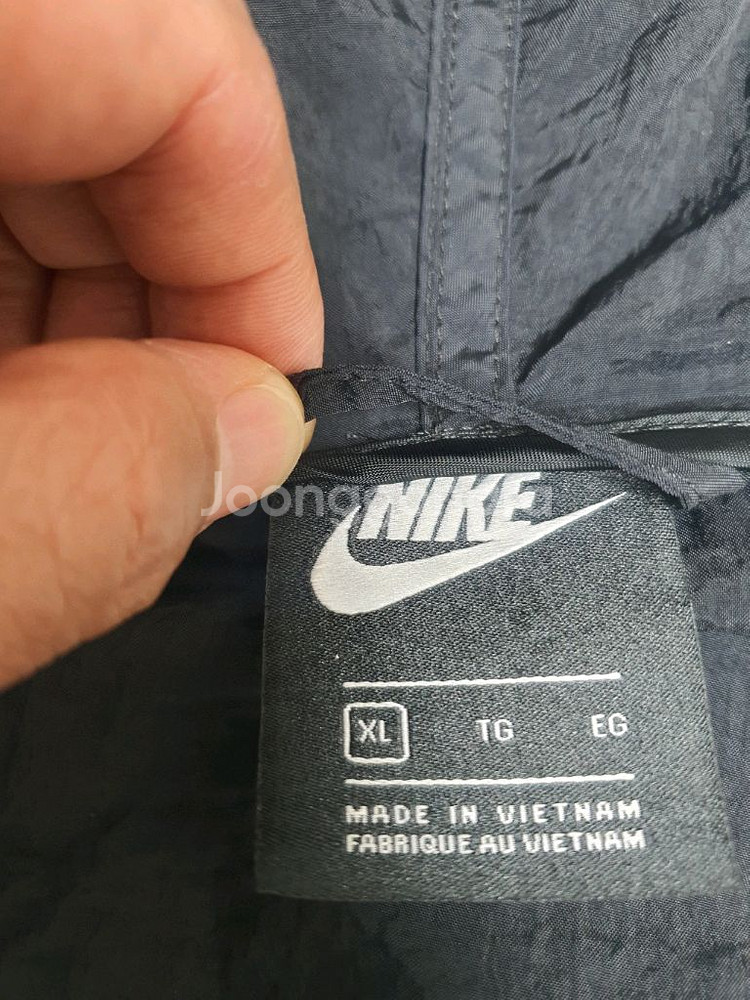 NIKE
XL TG EG
MADE IN VIETNAM
FABRIQUE AU VIETNAM